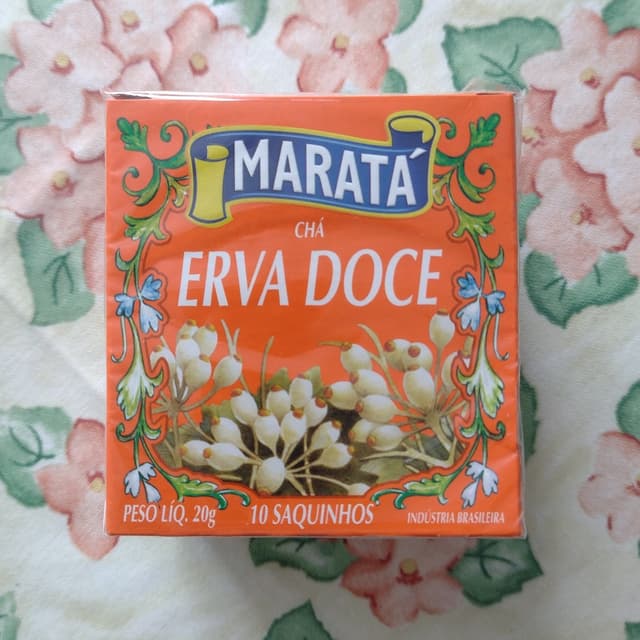 MARATÁ
CHÁ
ERVA DOCE
PESO LÍQ. 20g 10 SAQUINHOS INDÚSTRIA BRASILEIRA